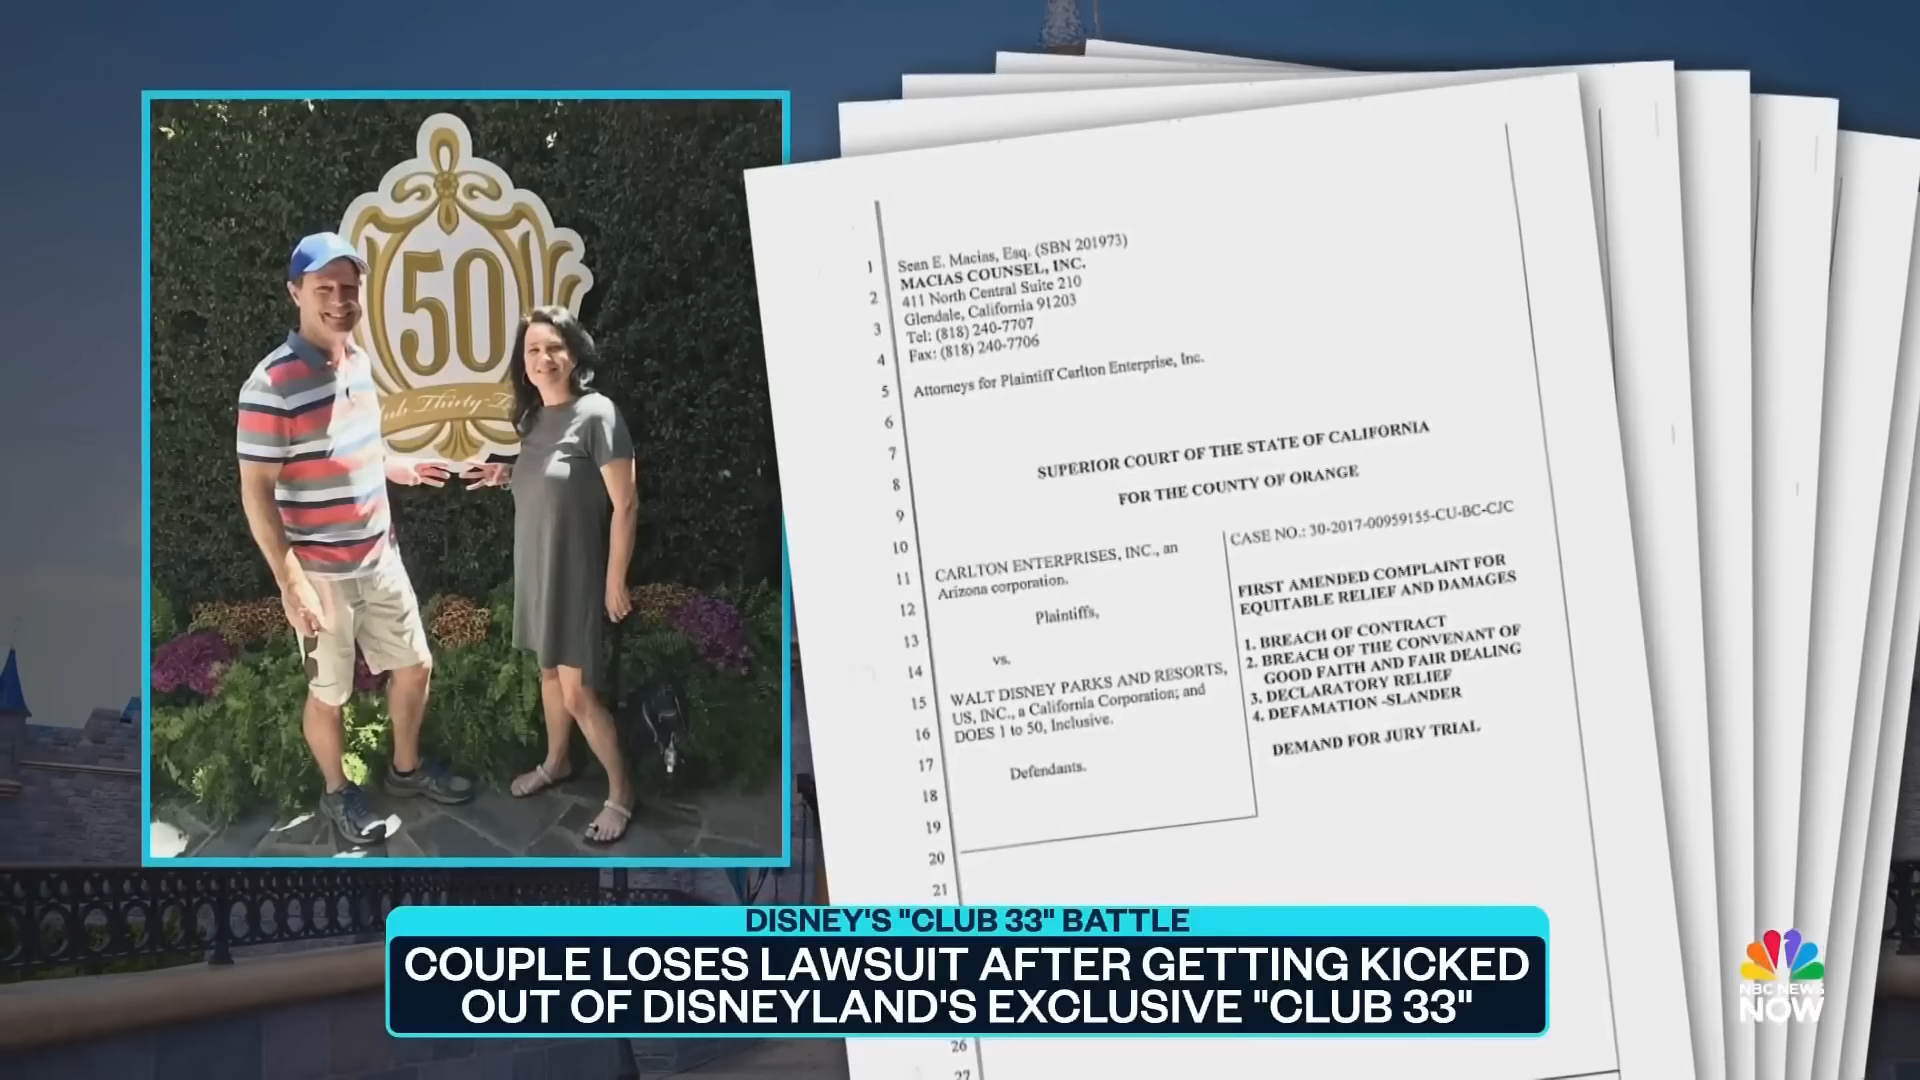 50
Club Thirty-T
1 Sean E. Macias, Esq. (SBN 201973)
MACIAS COUNSEL, INC.
2 411 North Central Suite 210
Glendale, California 91203
3 Tel: (818) 240-7707
4 Fax: (818) 240-7706
5 Attorneys for Plaintiff Carlton Enterprise, Inc.
6
7
SUPERIOR COURT OF THE STATE OF CALIFORNIA
8
FOR THE COUNTY OF ORANGE
9
10
CASE NO.: 30-2017-00959155-CU-BC-CJC
11 CARLTON ENTERPRISES, INC., an
Arizona corporation.
12
Plaintiffs,
13
vs.
14
15 WALT DISNEY PARKS AND RESORTS,
US, INC., a California Corporation; and
16 DOES 1 to 50, Inclusive.
17
Defendants.
18
19
20
21
FIRST AMENDED COMPLAINT FOR
EQUITABLE RELIEF AND DAMAGES
1. BREACH OF CONTRACT
2. BREACH OF THE CONVENANT OF
GOOD FAITH AND FAIR DEALING
3. DECLARATORY RELIEF
4. DEFAMATION -SLANDER
DEMAND FOR JURY TRIAL
DISNEY'S "CLUB 33" BATTLE
COUPLE LOSES LAWSUIT AFTER GETTING KICKED
OUT OF DISNEYLAND'S EXCLUSIVE "CLUB 33"
26
27
NBC NEWS
NOW